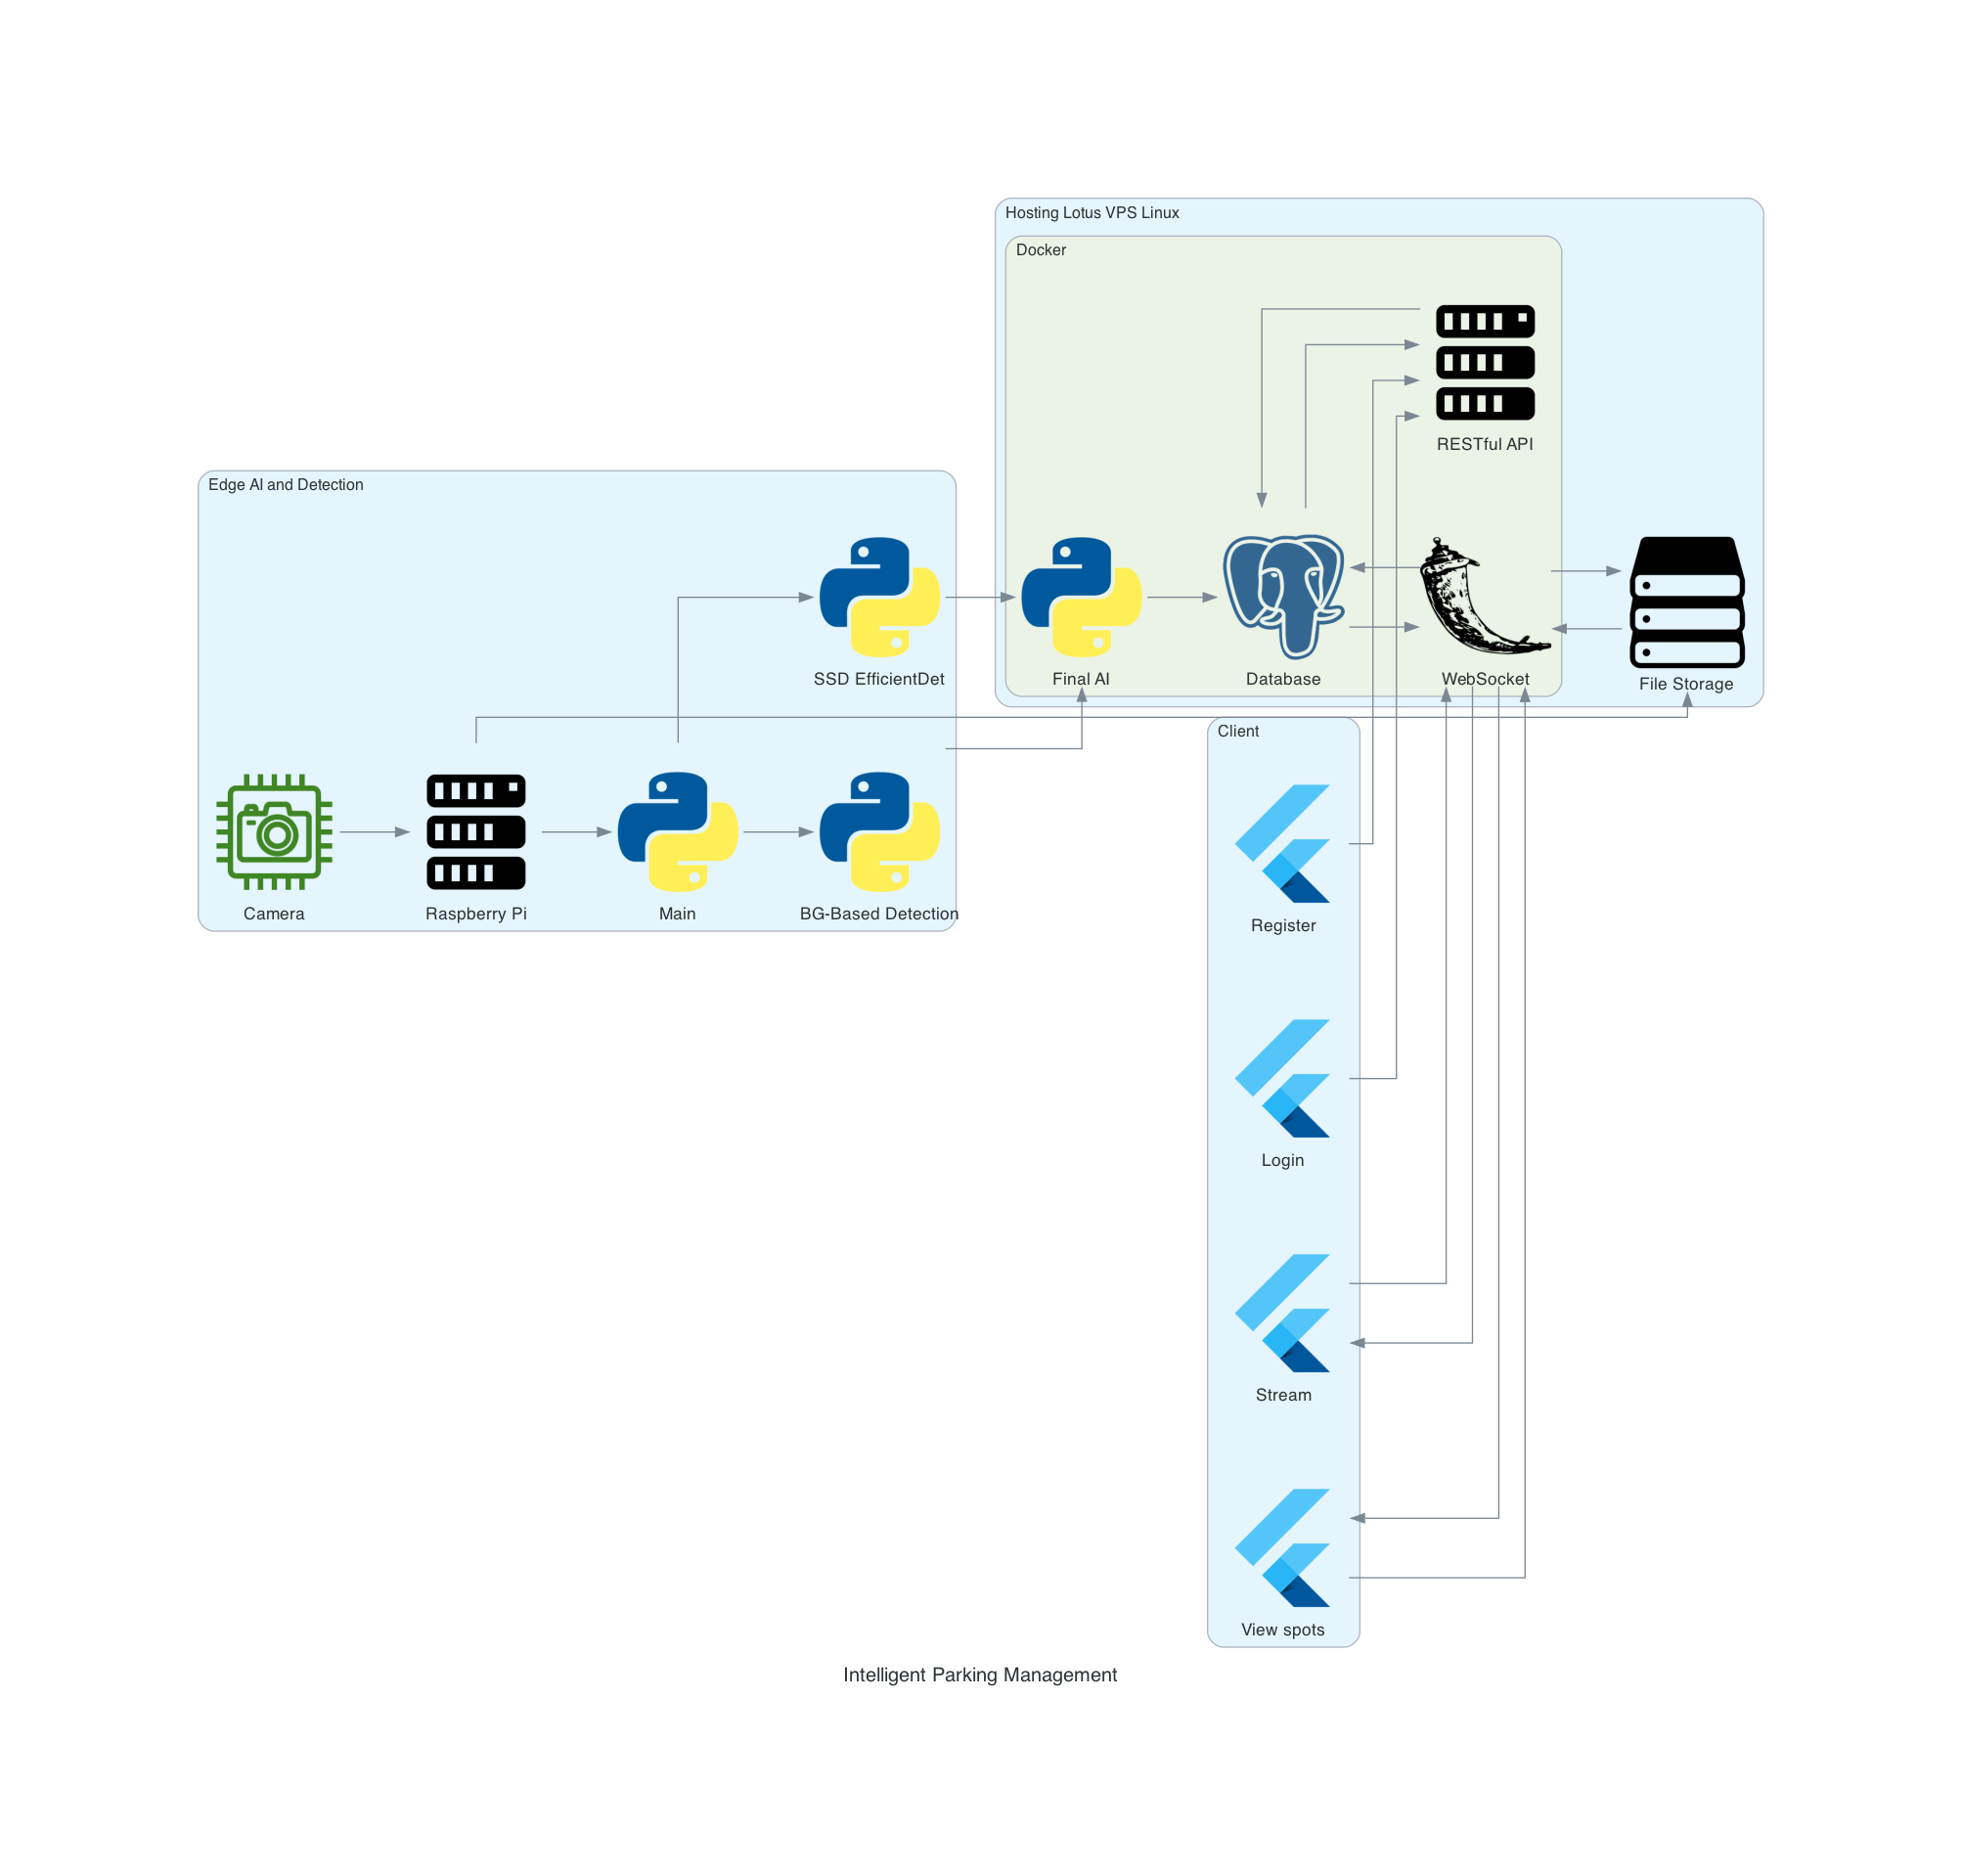 Hosting Lotus VPS Linux
Docker
RESTful API
Edge AI and Detection
SSD EfficientDet
Final AI
Database
WebSocket
File Storage
Client
Camera
Raspberry Pi
Main
BG-Based Detection
Register
Login
Stream
View spots
Intelligent Parking Management